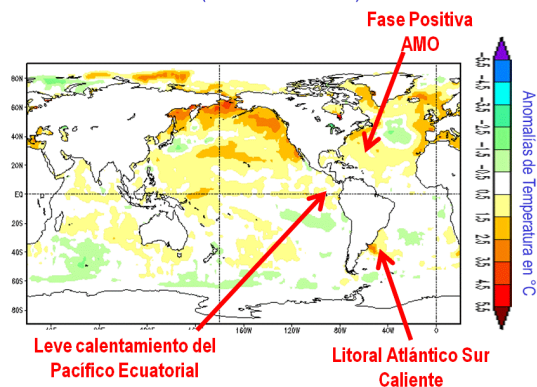 Fase Positiva
AMO
80N
60N
40N
20N
EQ
20S
40S
60S
80S
160W
120W
80W
40W
0
Anomalías de Temperatura en °C
Leve calentamiento del
Pacífico Ecuatorial
Litoral Atlántico Sur
Caliente